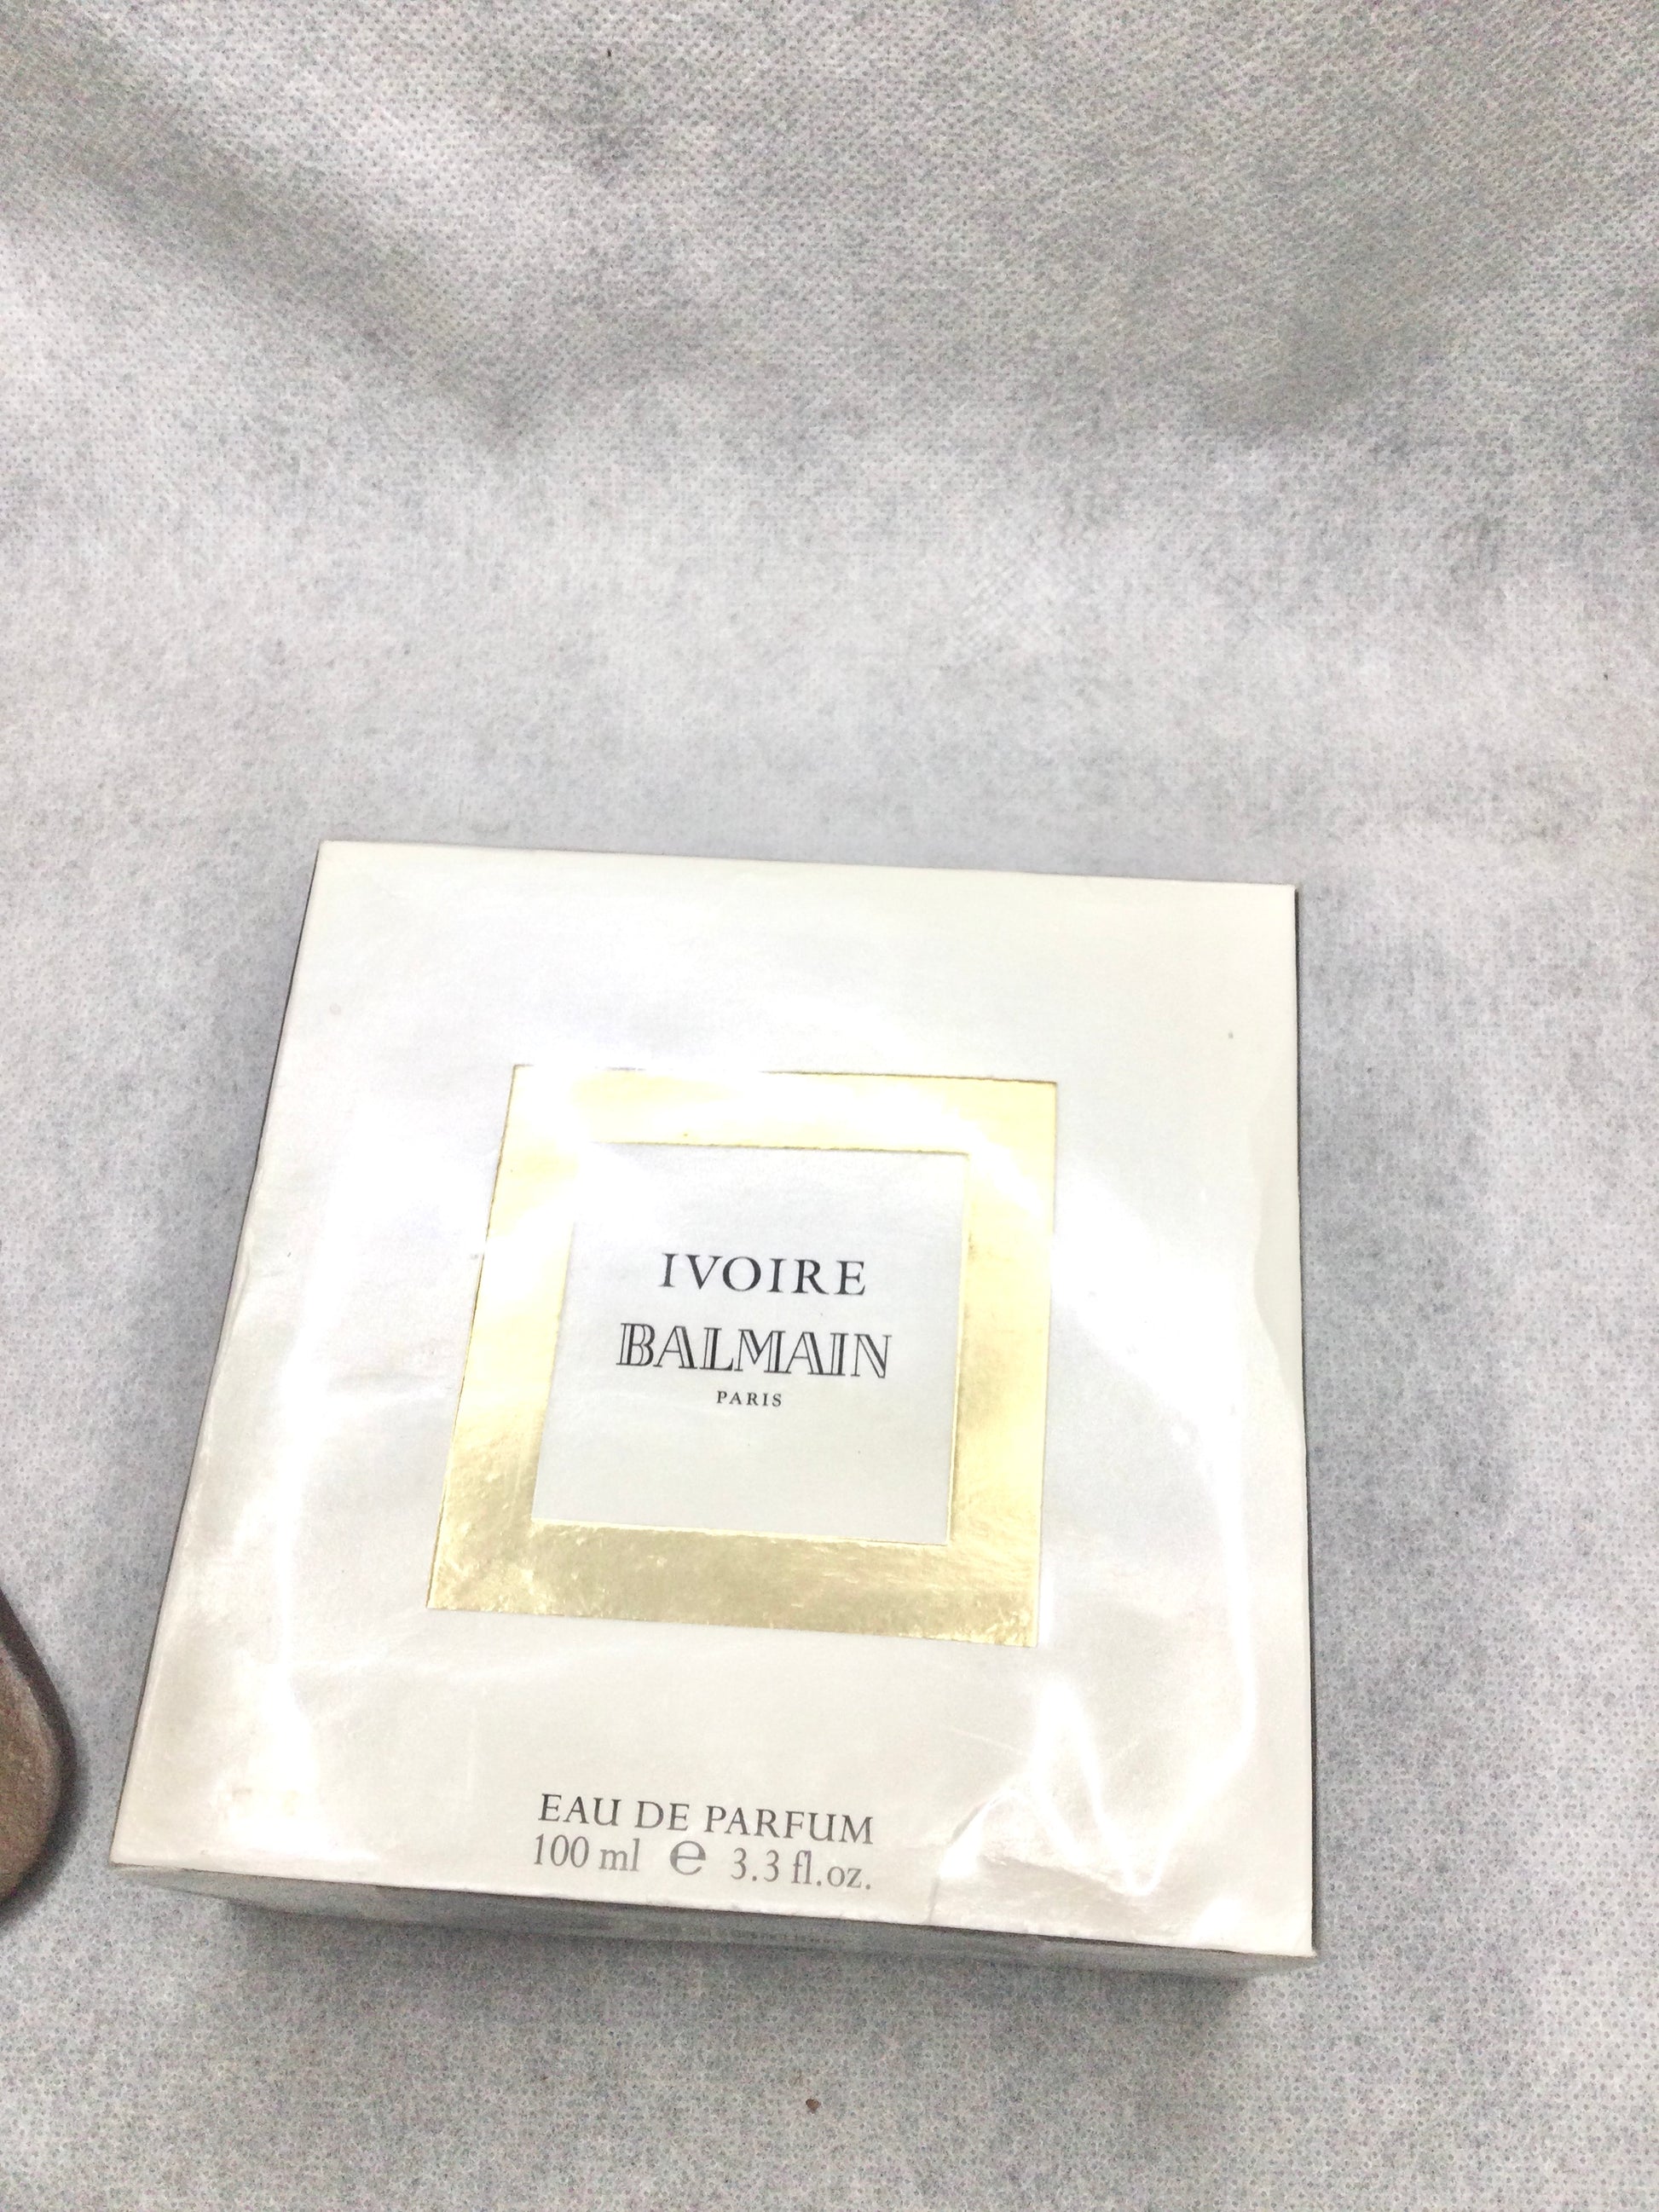 IVOIRE
BALMAIN
PARIS
EAU DE PARFUM
100 ml ℮ 3.3 fl.oz.